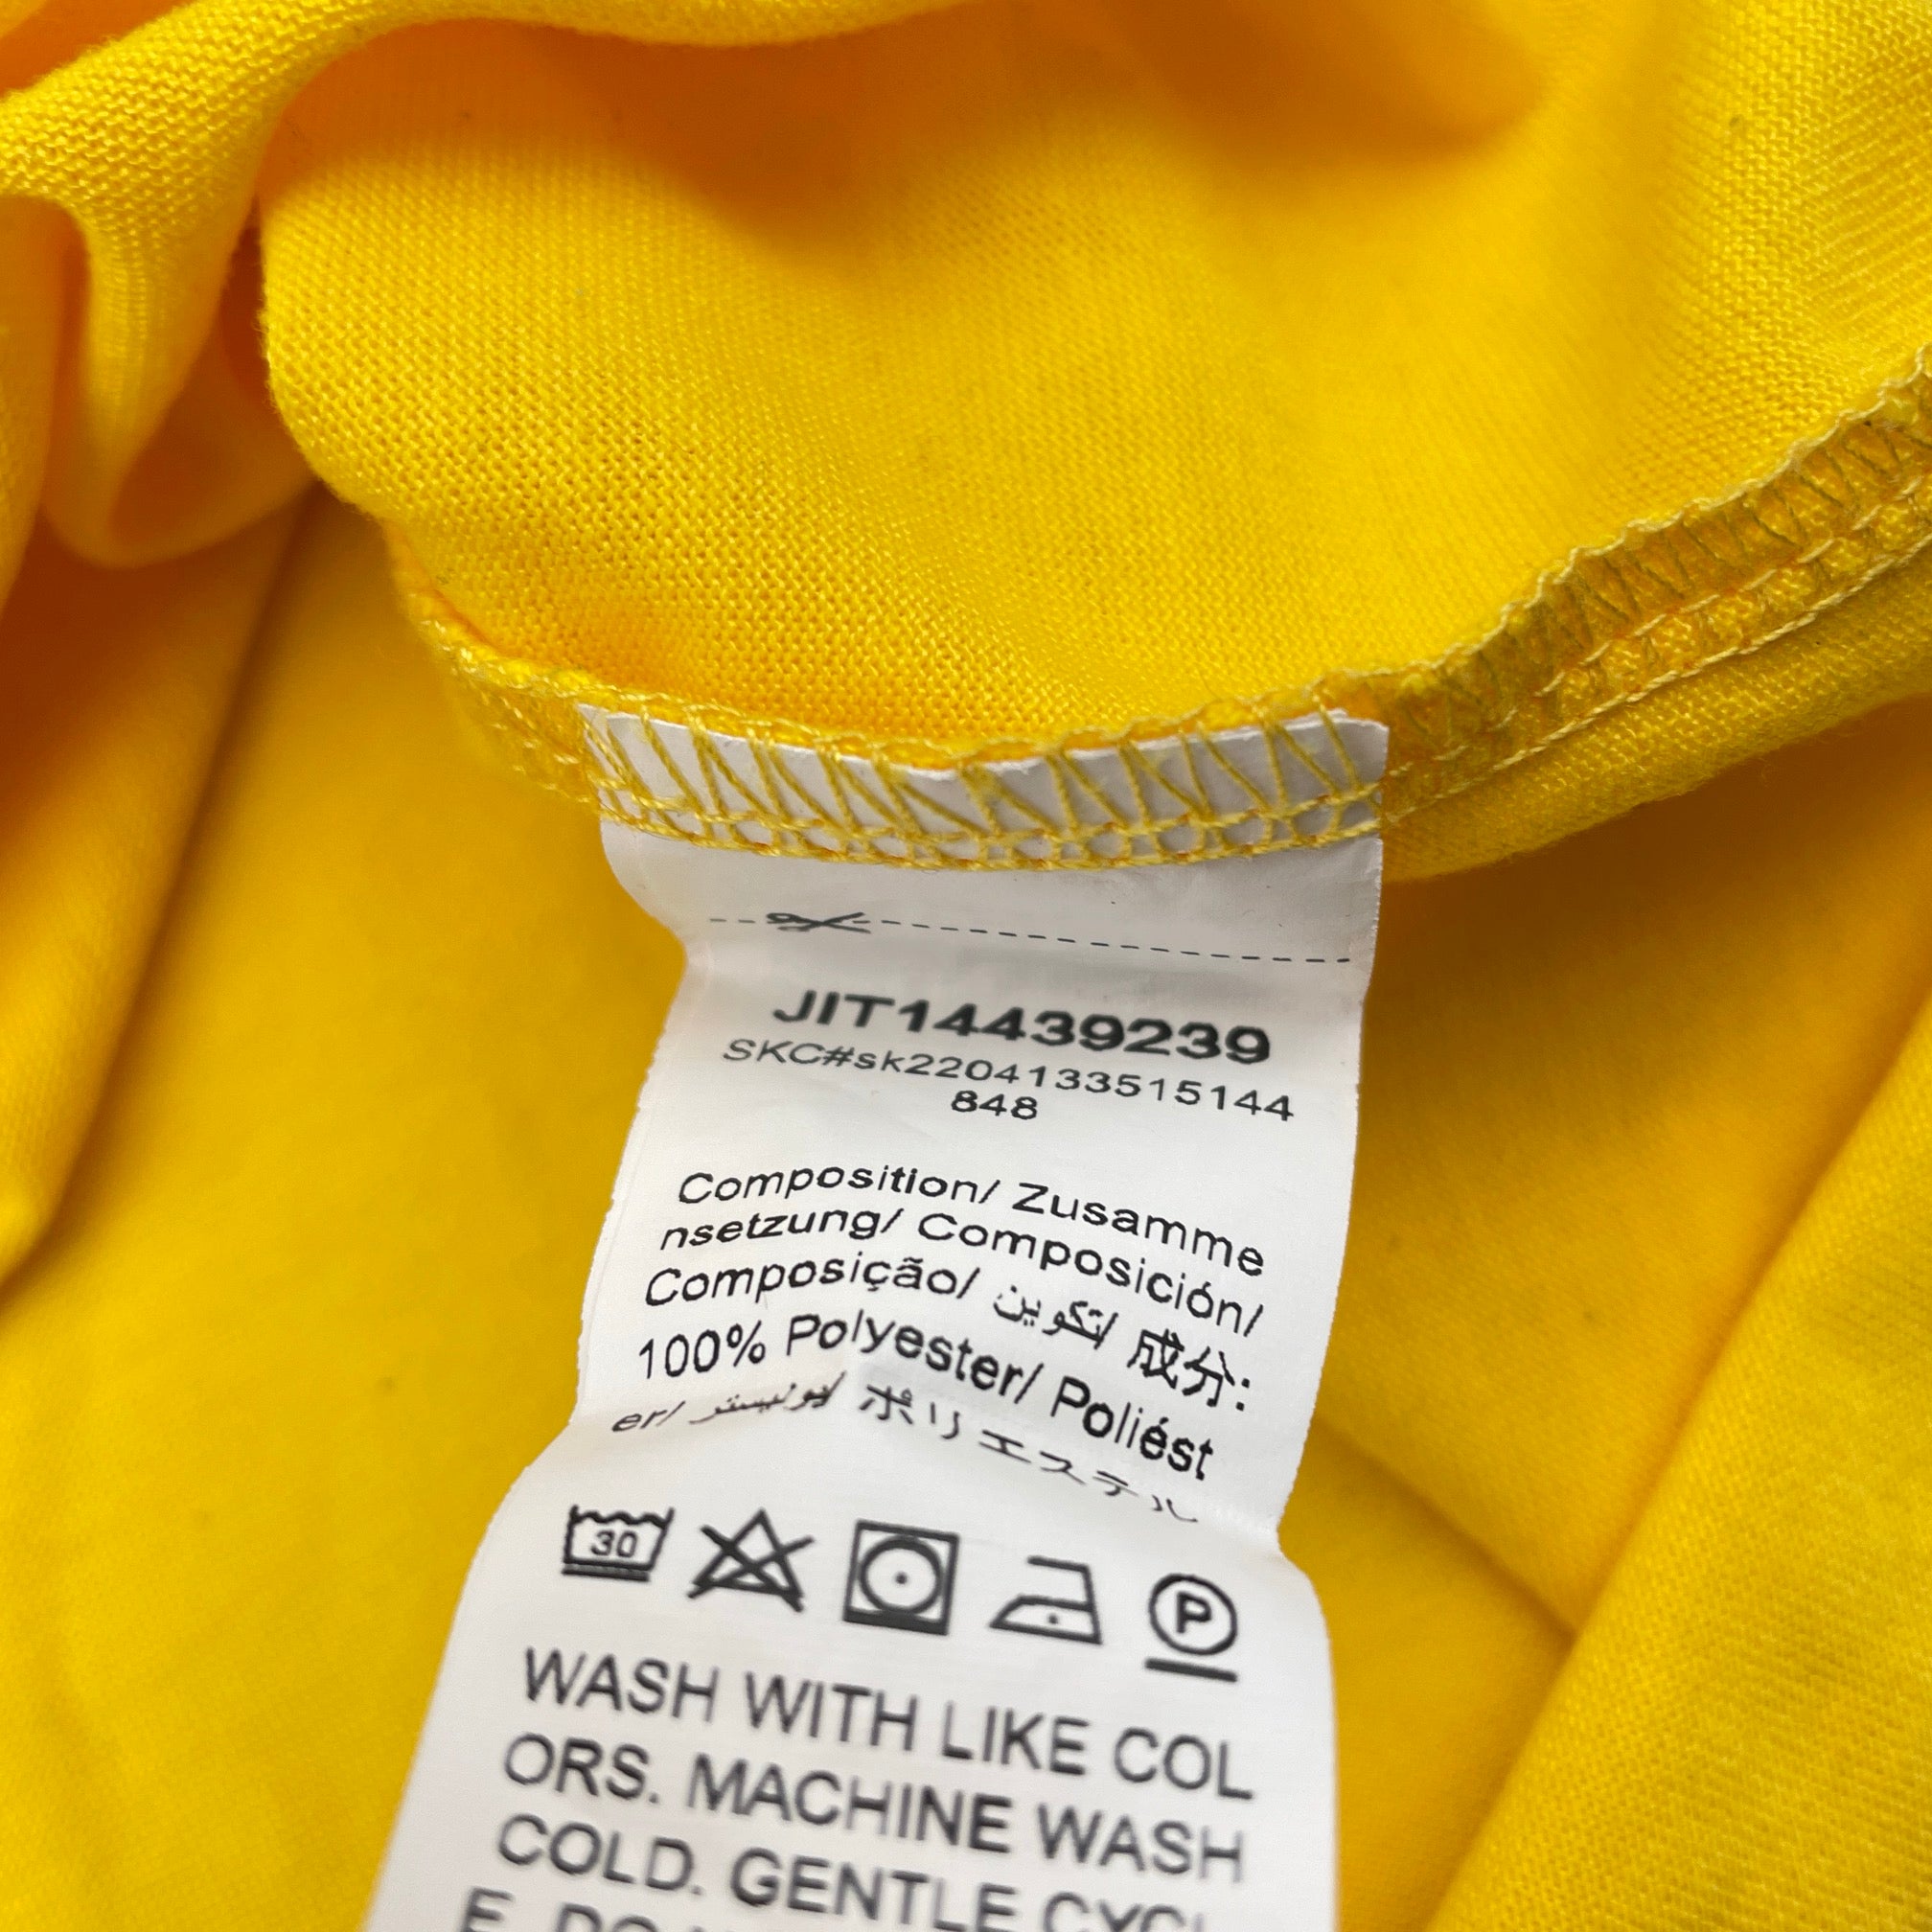 JIT14439239
SKC#sk2204133515144
848
Composition/ Zusamme
nsetzung/ Composición/
Composição/ تكوين/ 成分:
100% Polyester/ Poliést
er/ بوليستر/ ポリエステル
30
P
WASH WITH LIKE COL
ORS. MACHINE WASH
COLD. GENTLE CYCL
E. DO